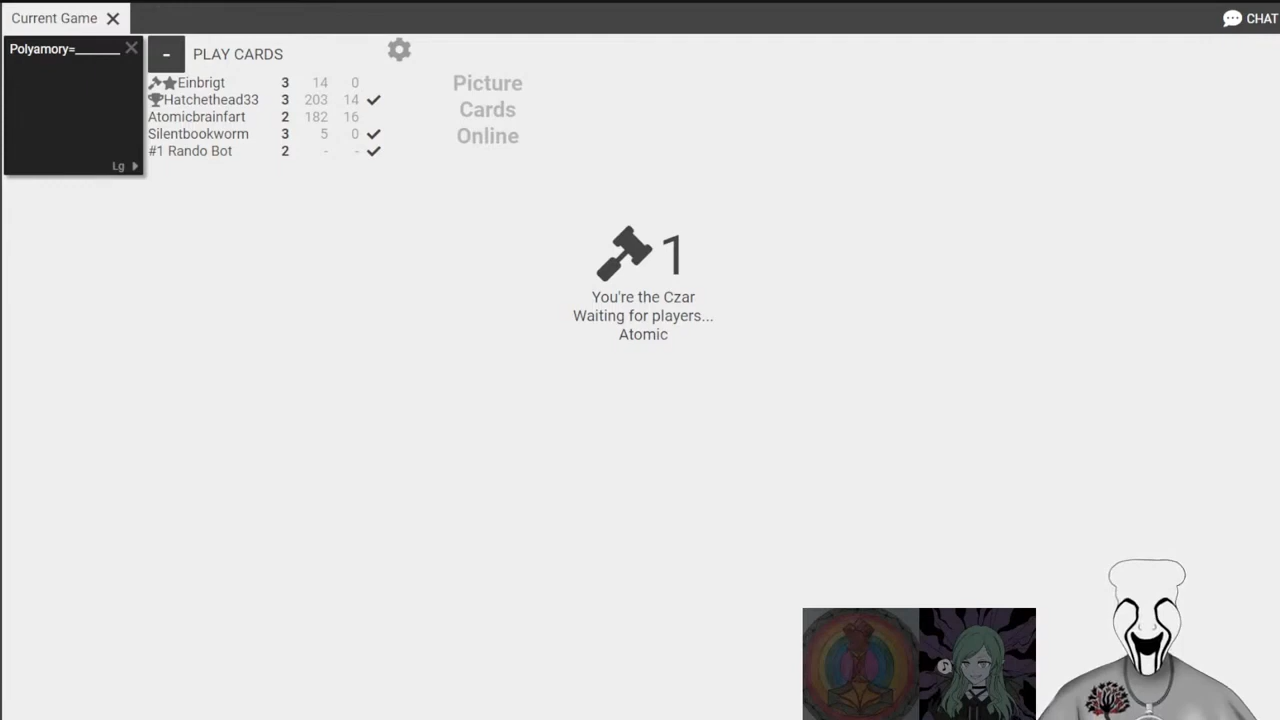 Current Game
CHAT
Polyamory=______
Lg
- PLAY CARDS
Einbrigt 3 14 0
Hatchethead33 3 203 14
Atomicbrainfart 2 182 16
Silentbookworm 3 5 0
#1 Rando Bot 2 - -
Picture
Cards
Online
1
You're the Czar
Waiting for players...
Atomic